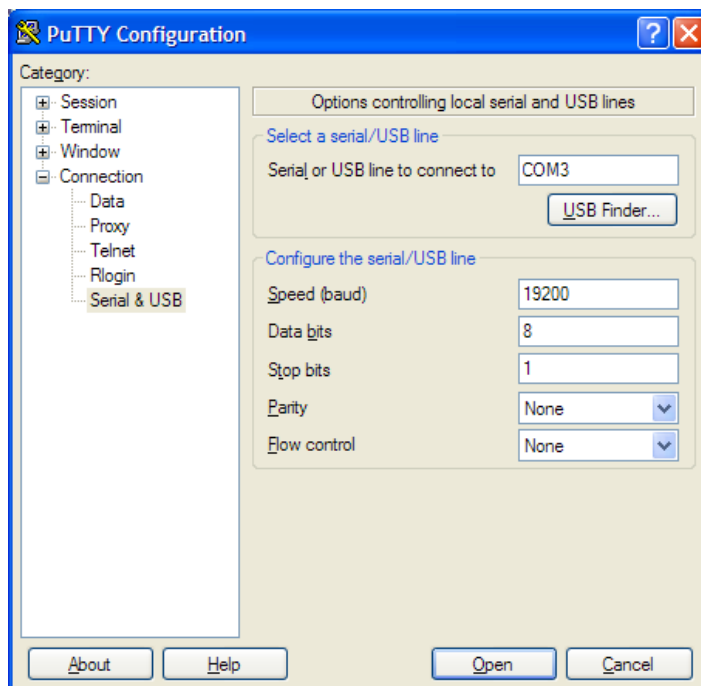 PuTTY Configuration
Category:
Session
Terminal
Window
Connection
Data
Proxy
Telnet
Rlogin
Serial & USB
Options controlling local serial and USB lines
Select a serial/USB line
Serial or USB line to connect to COM3
USB Finder...
Configure the serial/USB line
Speed (baud) 19200
Data bits 8
Stop bits 1
Parity None
Flow control None
About Help Open Cancel